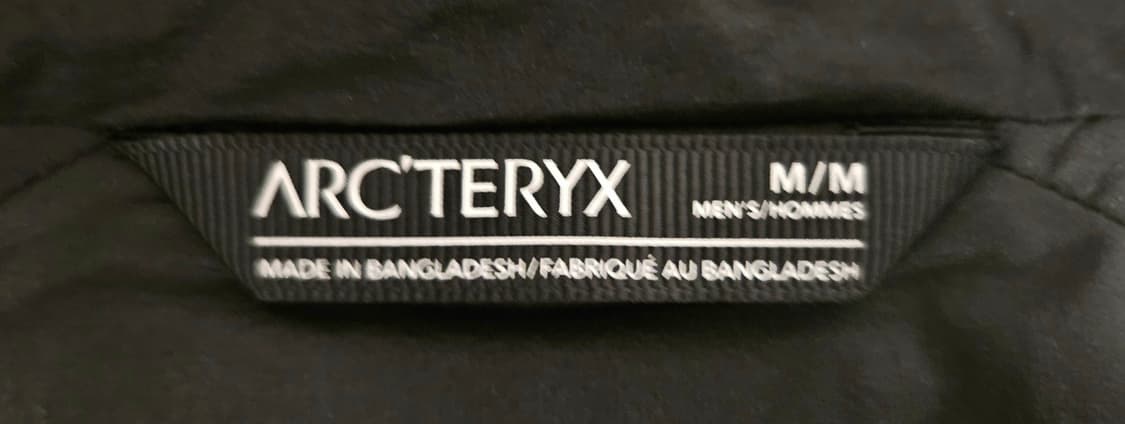 ARC'TERYX
M/M
MEN'S/HOMMES
MADE IN BANGLADESH/FABRIQUÉ AU BANGLADESH